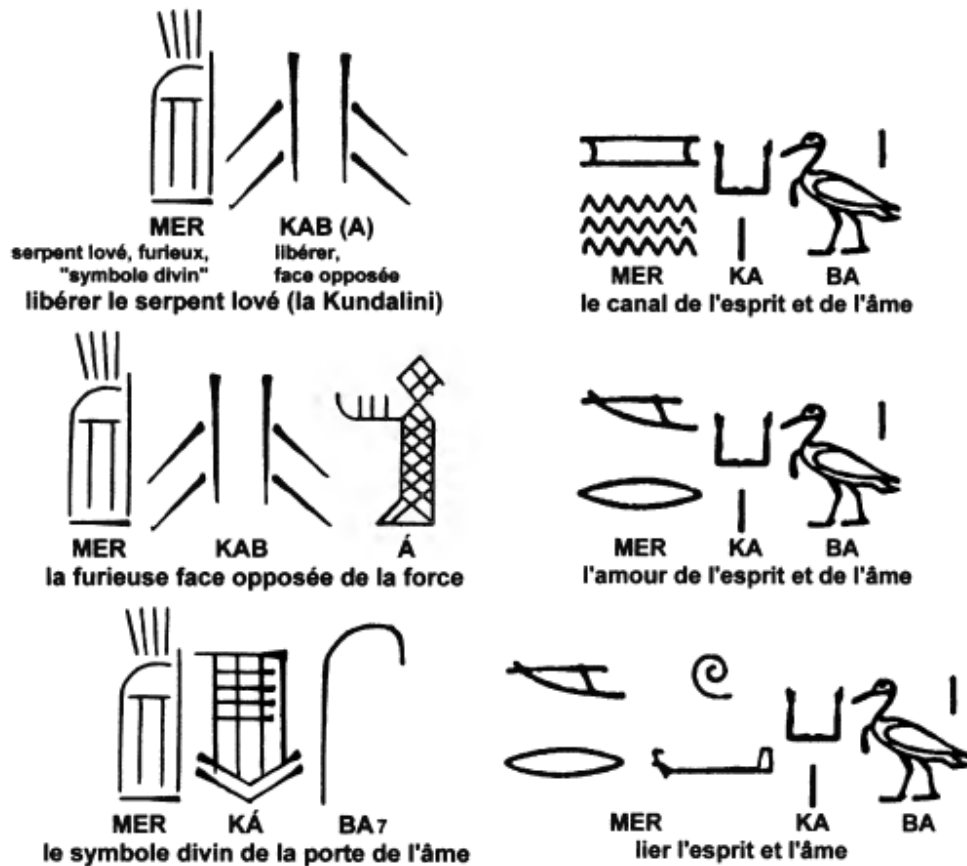 MER KAB (A)
serpent lové, furieux, libérer,
"symbole divin" face opposée
libérer le serpent lové (la Kundalini)
MER KAB Á
la furieuse face opposée de la force
MER KÁ BA7
le symbole divin de la porte de l'âme
MER KA BA
le canal de l'esprit et de l'âme
MER KA BA
l'amour de l'esprit et de l'âme
MER KA BA
lier l'esprit et l'âme